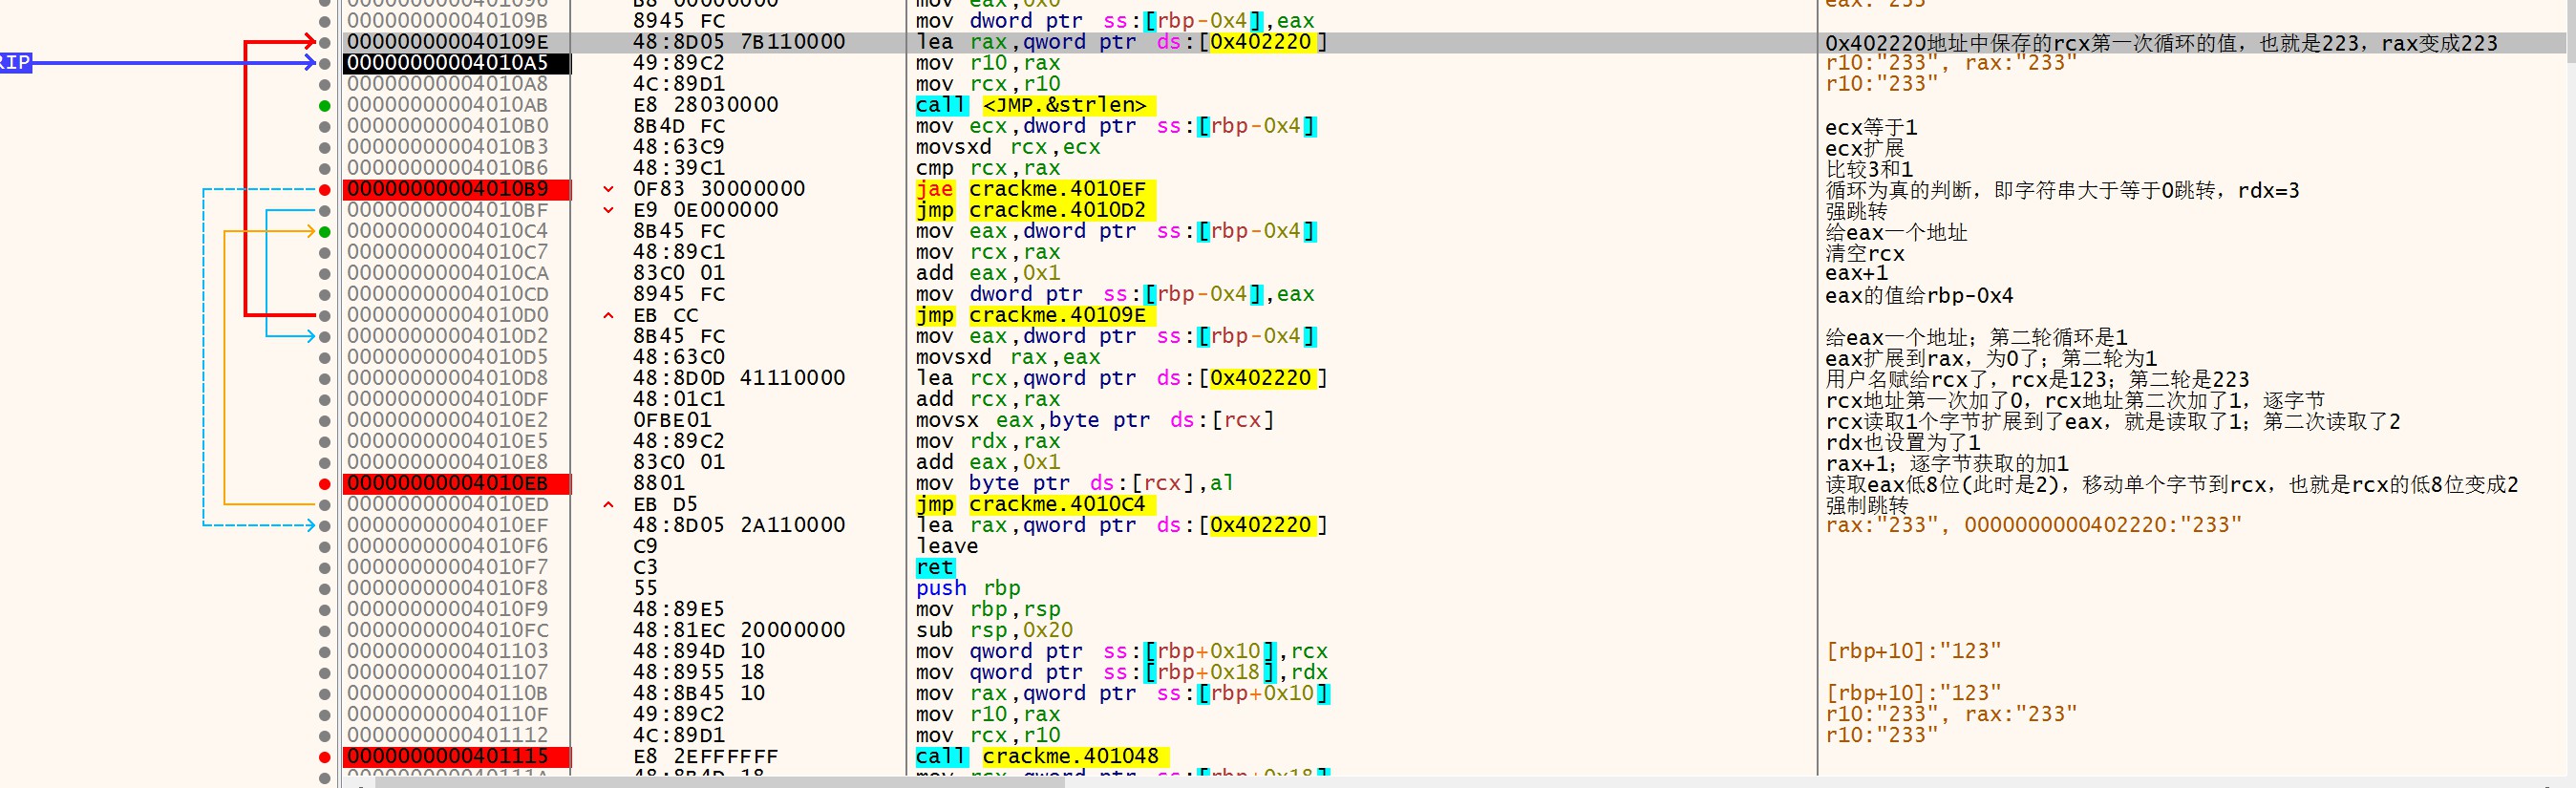 B8 00000000 mov eax,0x0 eax:"233"
000000000040109B 8945 FC mov dword ptr ss:[rbp-0x4],eax
000000000040109E 48:8D05 7B110000 lea rax,qword ptr ds:[0x402220] 0x402220地址中保存的rcx第一次循环的值，也就是223，rax变成223
RIP 00000000004010A5 49:89C2 mov r10,rax r10:"233", rax:"233"
00000000004010A8 4C:89D1 mov rcx,r10 r10:"233"
00000000004010AB E8 28030000 call <JMP.&strlen>
00000000004010B0 8B4D FC mov ecx,dword ptr ss:[rbp-0x4] ecx等于1
00000000004010B3 48:63C9 movsxd rcx,ecx ecx扩展
00000000004010B6 48:39C1 cmp rcx,rax 比较3和1
00000000004010B9 0F83 30000000 jae crackme.4010EF 循环为真的判断，即字符串大于等于0跳转，rdx=3
00000000004010BF E9 0E000000 jmp crackme.4010D2 强跳转
00000000004010C4 8B45 FC mov eax,dword ptr ss:[rbp-0x4] 给eax一个地址
00000000004010C7 48:89C1 mov rcx,rax 清空rcx
00000000004010CA 83C0 01 add eax,0x1 eax+1
00000000004010CD 8945 FC mov dword ptr ss:[rbp-0x4],eax eax的值给rbp-0x4
00000000004010D0 EB CC jmp crackme.40109E
00000000004010D2 8B45 FC mov eax,dword ptr ss:[rbp-0x4] 给eax一个地址；第二轮循环是1
00000000004010D5 48:63C0 movsxd rax,eax eax扩展到rax，为0了；第二轮为1
00000000004010D8 48:8D0D 41110000 lea rcx,qword ptr ds:[0x402220] 用户名赋给rcx了，rcx是123；第二轮是223
00000000004010DF 48:01C1 add rcx,rax rcx地址第一次加了0，rcx地址第二次加了1，逐字节
00000000004010E2 0FBE01 movsx eax,byte ptr ds:[rcx] rcx读取1个字节扩展到了eax，就是读取了1；第二次读取了2
00000000004010E5 48:89C2 mov rdx,rax rdx也设置为了1
00000000004010E8 83C0 01 add eax,0x1 rax+1；逐字节获取的加1
00000000004010EB 8801 mov byte ptr ds:[rcx],al 读取eax低8位(此时是2)，移动单个字节到rcx，也就是rcx的低8位变成2
00000000004010ED EB D5 jmp crackme.4010C4 强制跳转
00000000004010EF 48:8D05 2A110000 lea rax,qword ptr ds:[0x402220] rax:"233", 0000000000402220:"233"
00000000004010F6 C9 leave
00000000004010F7 C3 ret
00000000004010F8 55 push rbp
00000000004010F9 48:89E5 mov rbp,rsp
00000000004010FC 48:81EC 20000000 sub rsp,0x20
0000000000401103 48:894D 10 mov qword ptr ss:[rbp+0x10],rcx [rbp+10]:"123"
0000000000401107 48:8955 18 mov qword ptr ss:[rbp+0x18],rdx
000000000040110B 48:8B45 10 mov rax,qword ptr ss:[rbp+0x10] [rbp+10]:"123"
000000000040110F 49:89C2 mov r10,rax r10:"233", rax:"233"
0000000000401112 4C:89D1 mov rcx,r10 r10:"233"
0000000000401115 E8 2EFFFFFF call crackme.401048
000000000040111A 48:8B4D 18 mov rcx,qword ptr ss:[rbp+0x18]